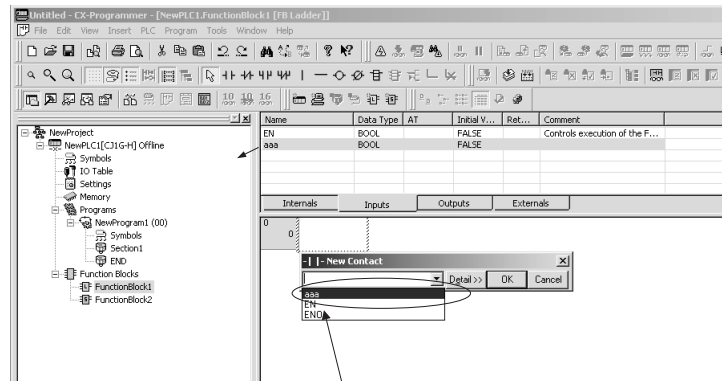 Untitled - CX-Programmer - [NewPLC1.FunctionBlock1 [FB Ladder]]
File Edit View Insert PLC Program Tools Window Help
10 10 16
NewProject
NewPLC1[CJ1G-H] Offline
Symbols
IO Table
Settings
Memory
Programs
NewProgram1 (00)
Symbols
Section1
END
Function Blocks
FunctionBlock1
FunctionBlock2
Name Data Type AT Initial V... Ret... Comment
EN BOOL FALSE Controls execution of the F...
aaa BOOL FALSE
Internals Inputs Outputs Externals
0
0
-| |- New Contact
Detail >> OK Cancel
aaa
EN
ENO